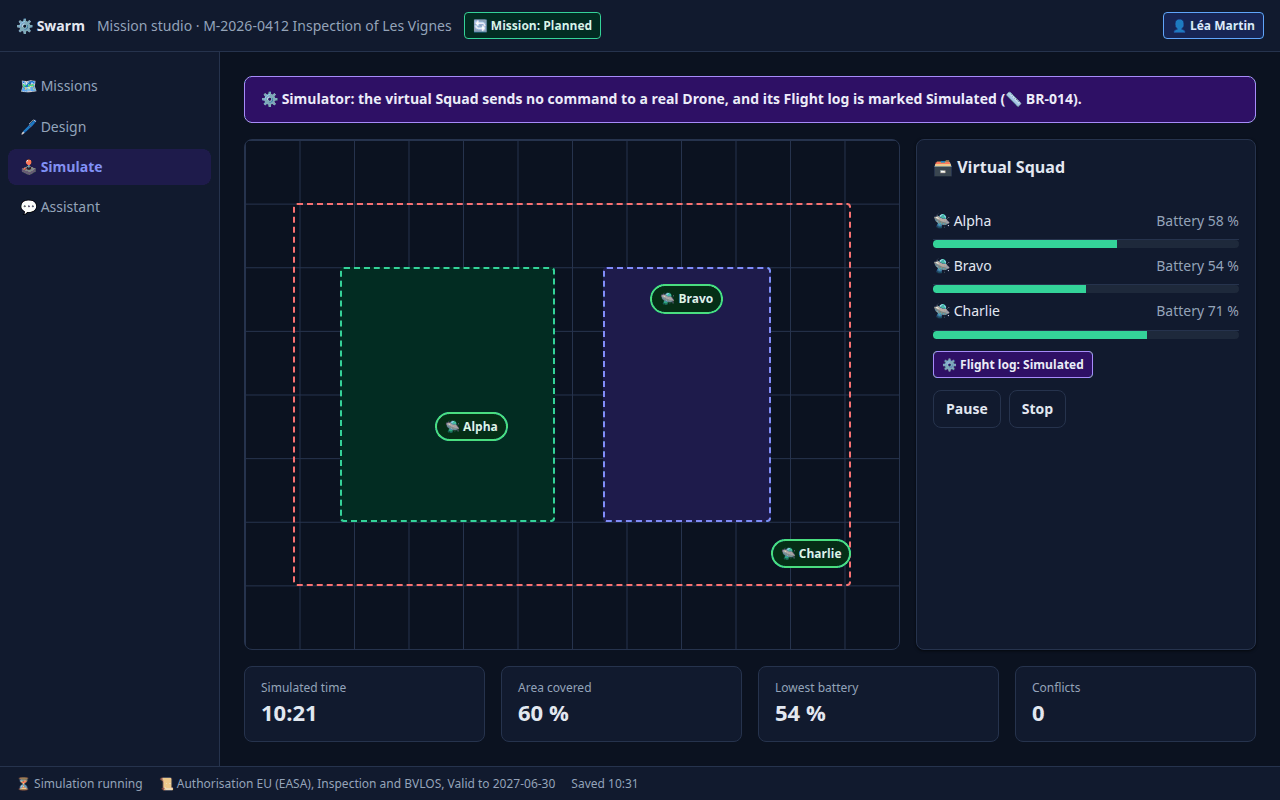 Swarm Mission studio · M-2026-0412 Inspection of Les Vignes Mission: Planned Léa Martin
Missions
Design
Simulate
Assistant
Simulator: the virtual Squad sends no command to a real Drone, and its Flight log is marked Simulated (BR-014).
Bravo
Alpha
Charlie
Virtual Squad
Alpha Battery 58 %
Bravo Battery 54 %
Charlie Battery 71 %
Flight log: Simulated
Pause Stop
Simulated time
10:21
Area covered
60 %
Lowest battery
54 %
Conflicts
0
Simulation running Authorisation EU (EASA), Inspection and BVLOS, Valid to 2027-06-30 Saved 10:31